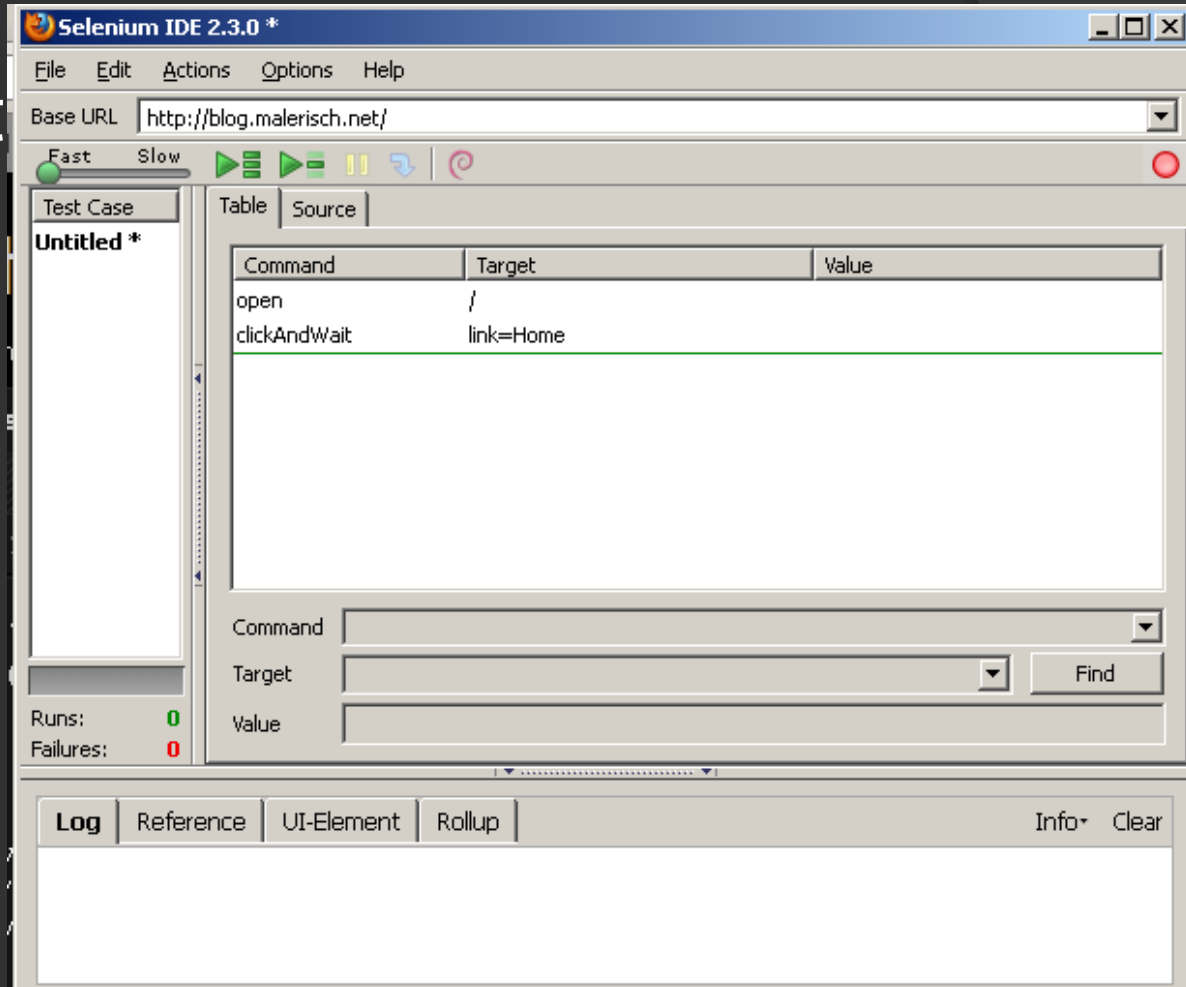 Selenium IDE 2.3.0 *
File Edit Actions Options Help
Base URL http://blog.malerisch.net/
Fast Slow
Test Case
Untitled *
Table Source
Command Target Value
open /
clickAndWait link=Home
Command
Target Find
Value
Runs: 0
Failures: 0
Log Reference UI-Element Rollup Info Clear